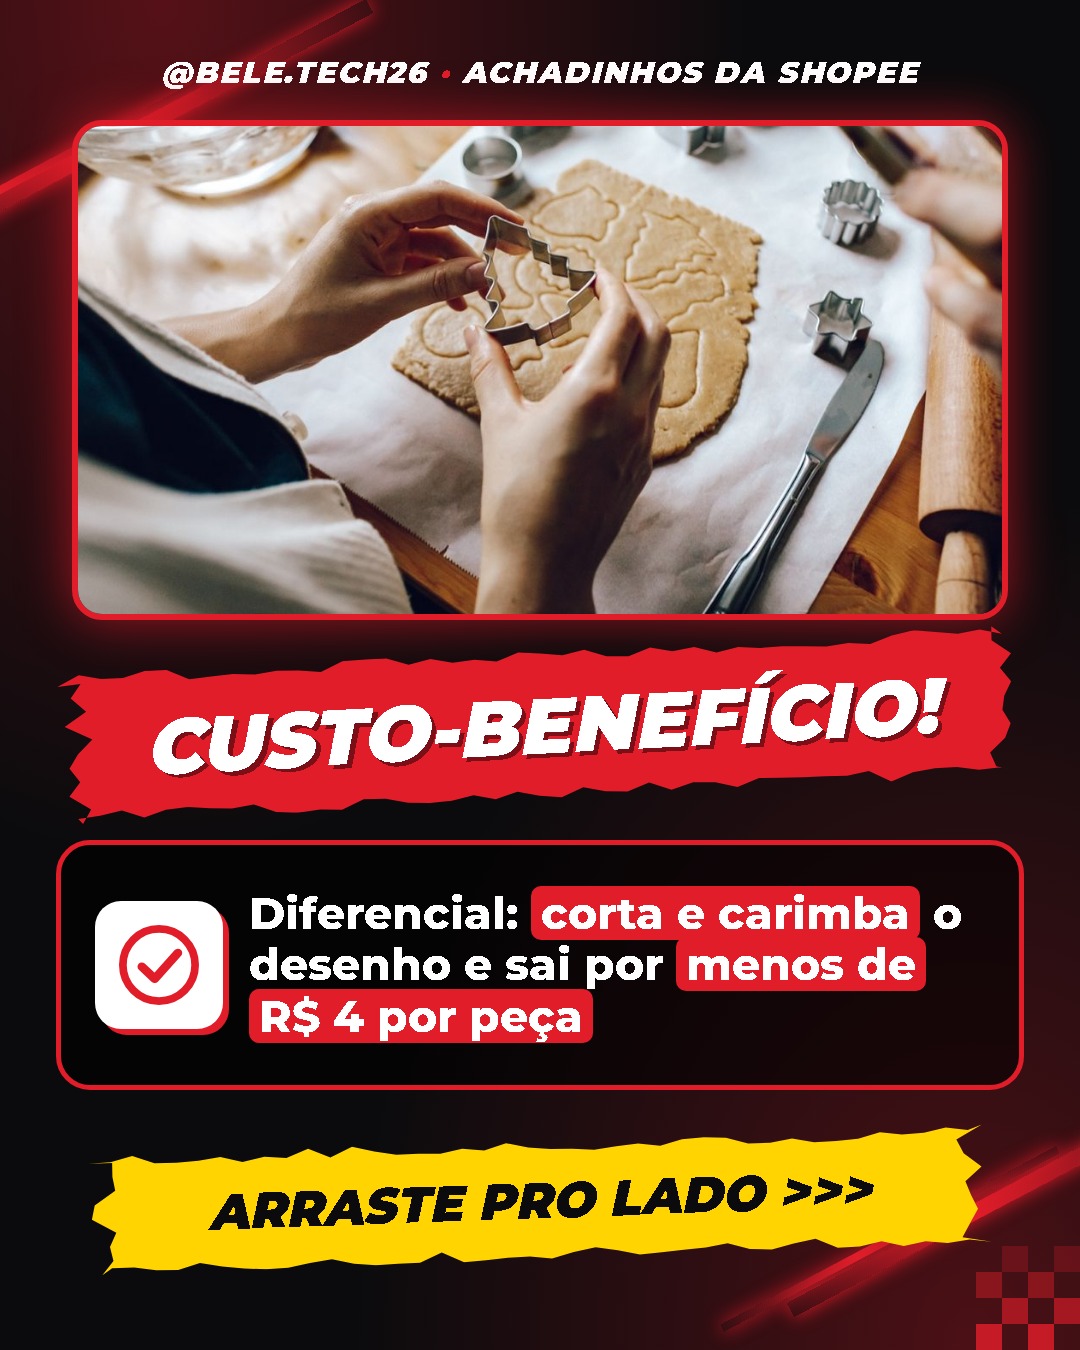 @BELE.TECH26 • ACHADINHOS DA SHOPEE
CUSTO-BENEFÍCIO!
Diferencial: corta e carimba o
desenho e sai por menos de
R$ 4 por peça
ARRASTE PRO LADO >>>